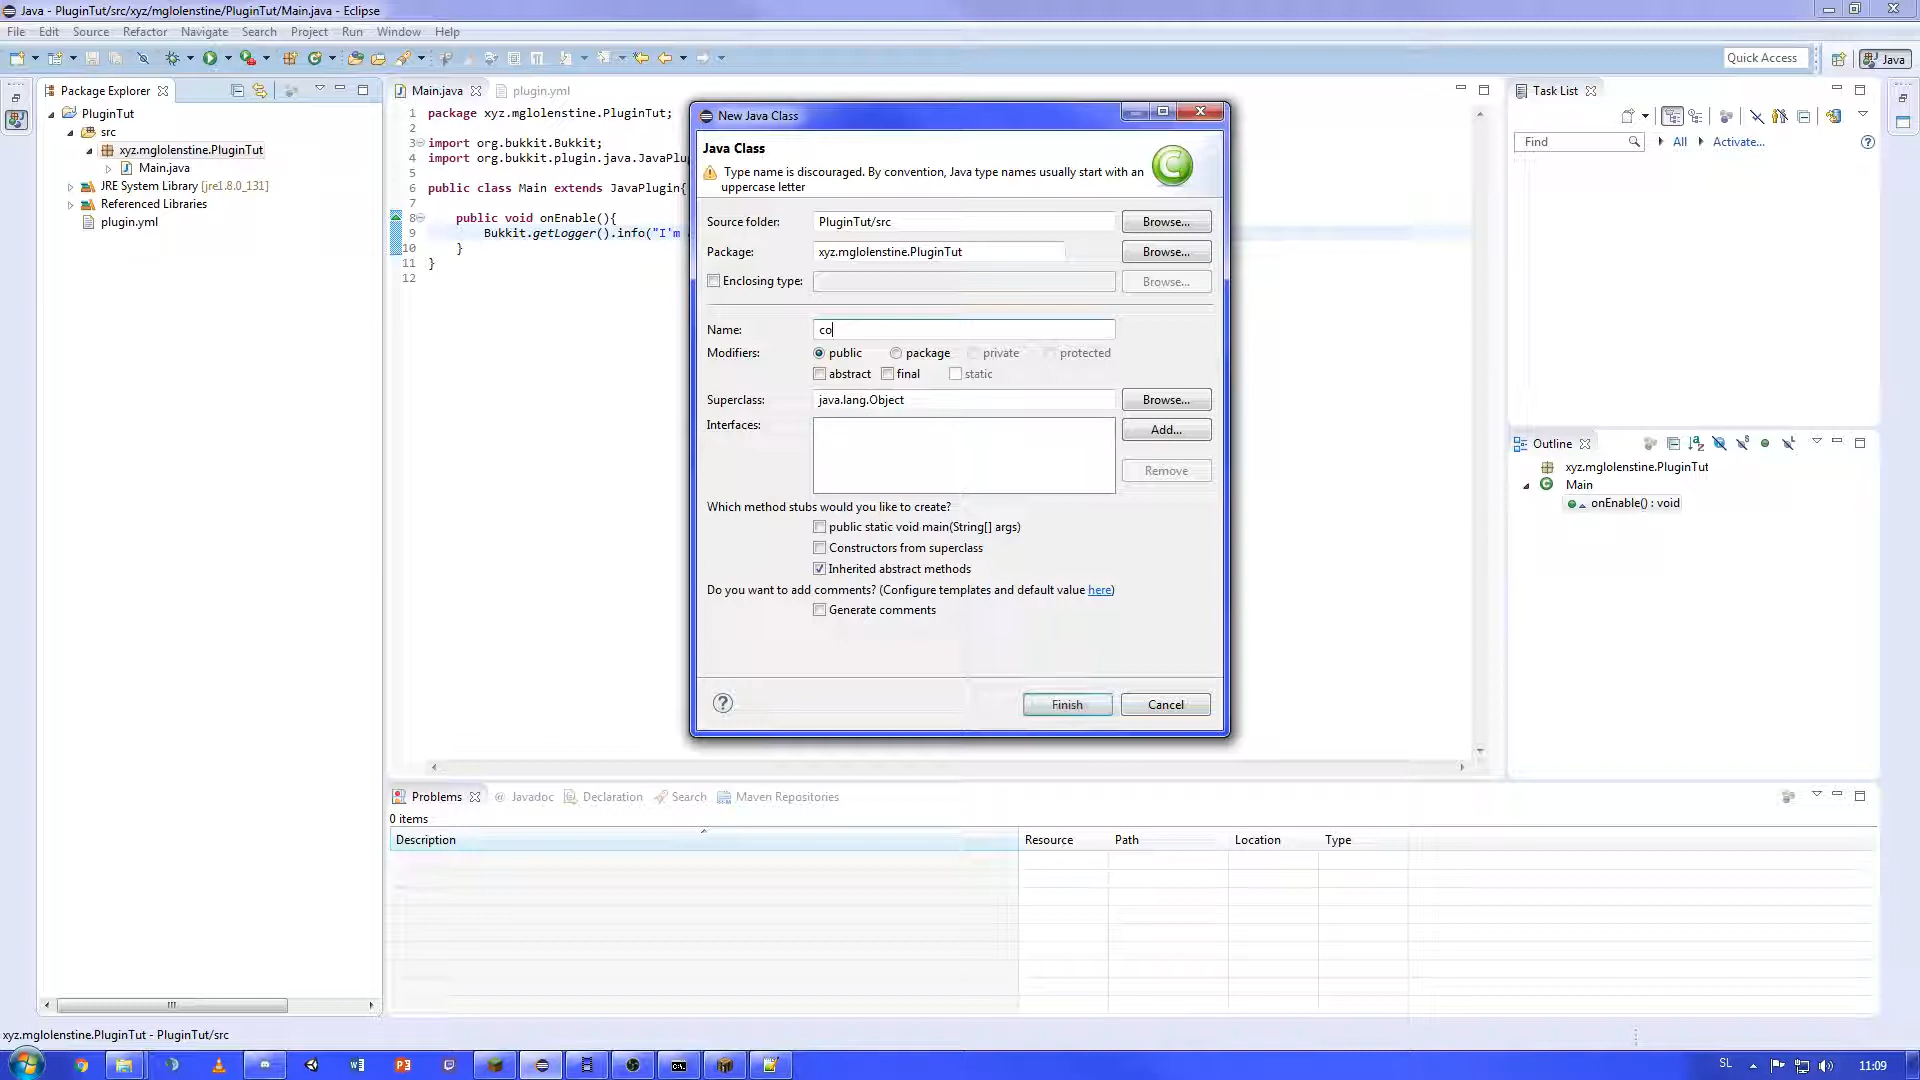 Java - PluginTut/src/xyz/mglolenstine/PluginTut/Main.java - Eclipse
File Edit Source Refactor Navigate Search Project Run Window Help
Quick Access
Java
Package Explorer
PluginTut
src
xyz.mglolenstine.PluginTut
Main.java
JRE System Library [jre1.8.0_131]
Referenced Libraries
plugin.yml
Main.java
plugin.yml
1 package xyz.mglolenstine.PluginTut;
2
3 import org.bukkit.Bukkit;
4 import org.bukkit.plugin.java.JavaPlu
5
6 public class Main extends JavaPlugin{
7
8 public void onEnable(){
9 Bukkit.getLogger().info("I'm
10 }
11 }
12
New Java Class
Java Class
Type name is discouraged. By convention, Java type names usually start with an
uppercase letter
Source folder: PluginTut/src Browse...
Package: xyz.mglolenstine.PluginTut Browse...
Enclosing type: Browse...
Name: co
Modifiers: public package private protected
abstract final static
Superclass: java.lang.Object Browse...
Interfaces: Add...
Remove
Which method stubs would you like to create?
public static void main(String[] args)
Constructors from superclass
Inherited abstract methods
Do you want to add comments? (Configure templates and default value here)
Generate comments
Finish Cancel
Task List
Find All Activate...
Outline
xyz.mglolenstine.PluginTut
Main
onEnable() : void
Problems Javadoc Declaration Search Maven Repositories
0 items
Description Resource Path Location Type
xyz.mglolenstine.PluginTut - PluginTut/src
SL 11:09